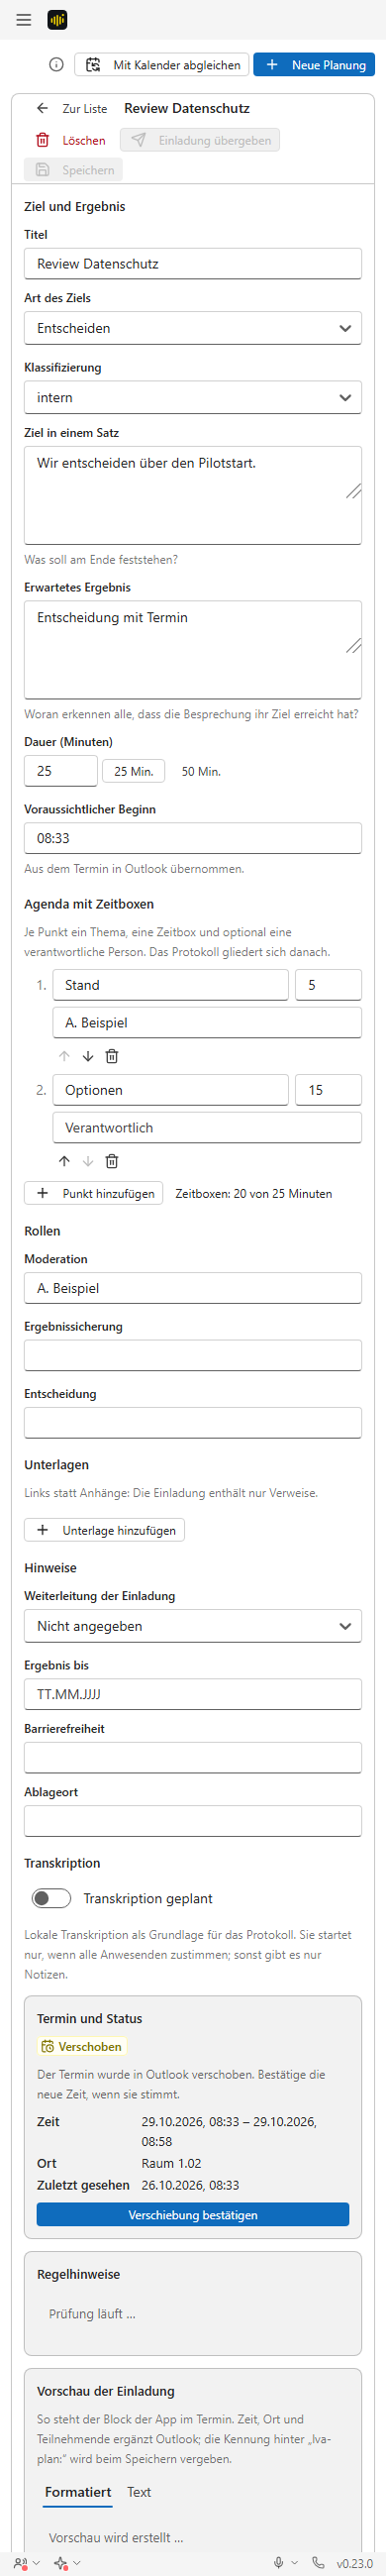 Mit Kalender abgleichen
Neue Planung
Zur Liste
Review Datenschutz
Löschen
Einladung übergeben
Speichern
Ziel und Ergebnis
Titel
Review Datenschutz
Art des Ziels
Entscheiden
Klassifizierung
intern
Ziel in einem Satz
Wir entscheiden über den Pilotstart.
Was soll am Ende feststehen?
Erwartetes Ergebnis
Entscheidung mit Termin
Woran erkennen alle, dass die Besprechung ihr Ziel erreicht hat?
Dauer (Minuten)
25
25 Min.
50 Min.
Voraussichtlicher Beginn
08:33
Aus dem Termin in Outlook übernommen.
Agenda mit Zeitboxen
Je Punkt ein Thema, eine Zeitbox und optional eine
verantwortliche Person. Das Protokoll gliedert sich danach.
1.
Stand
5
A. Beispiel
2.
Optionen
15
Verantwortlich
Punkt hinzufügen
Zeitboxen: 20 von 25 Minuten
Rollen
Moderation
A. Beispiel
Ergebnissicherung
Entscheidung
Unterlagen
Links statt Anhänge: Die Einladung enthält nur Verweise.
Unterlage hinzufügen
Hinweise
Weiterleitung der Einladung
Nicht angegeben
Ergebnis bis
TT.MM.JJJJ
Barrierefreiheit
Ablageort
Transkription
Transkription geplant
Lokale Transkription als Grundlage für das Protokoll. Sie startet
nur, wenn alle Anwesenden zustimmen; sonst gibt es nur
Notizen.
Termin und Status
Verschoben
Der Termin wurde in Outlook verschoben. Bestätige die
neue Zeit, wenn sie stimmt.
Zeit
29.10.2026, 08:33 – 29.10.2026,
08:58
Ort
Raum 1.02
Zuletzt gesehen
26.10.2026, 08:33
Verschiebung bestätigen
Regelhinweise
Prüfung läuft ...
Vorschau der Einladung
So steht der Block der App im Termin. Zeit, Ort und
Teilnehmende ergänzt Outlook; die Kennung hinter „Iva-
plan:“ wird beim Speichern vergeben.
Formatiert
Text
Vorschau wird erstellt ...
v0.23.0